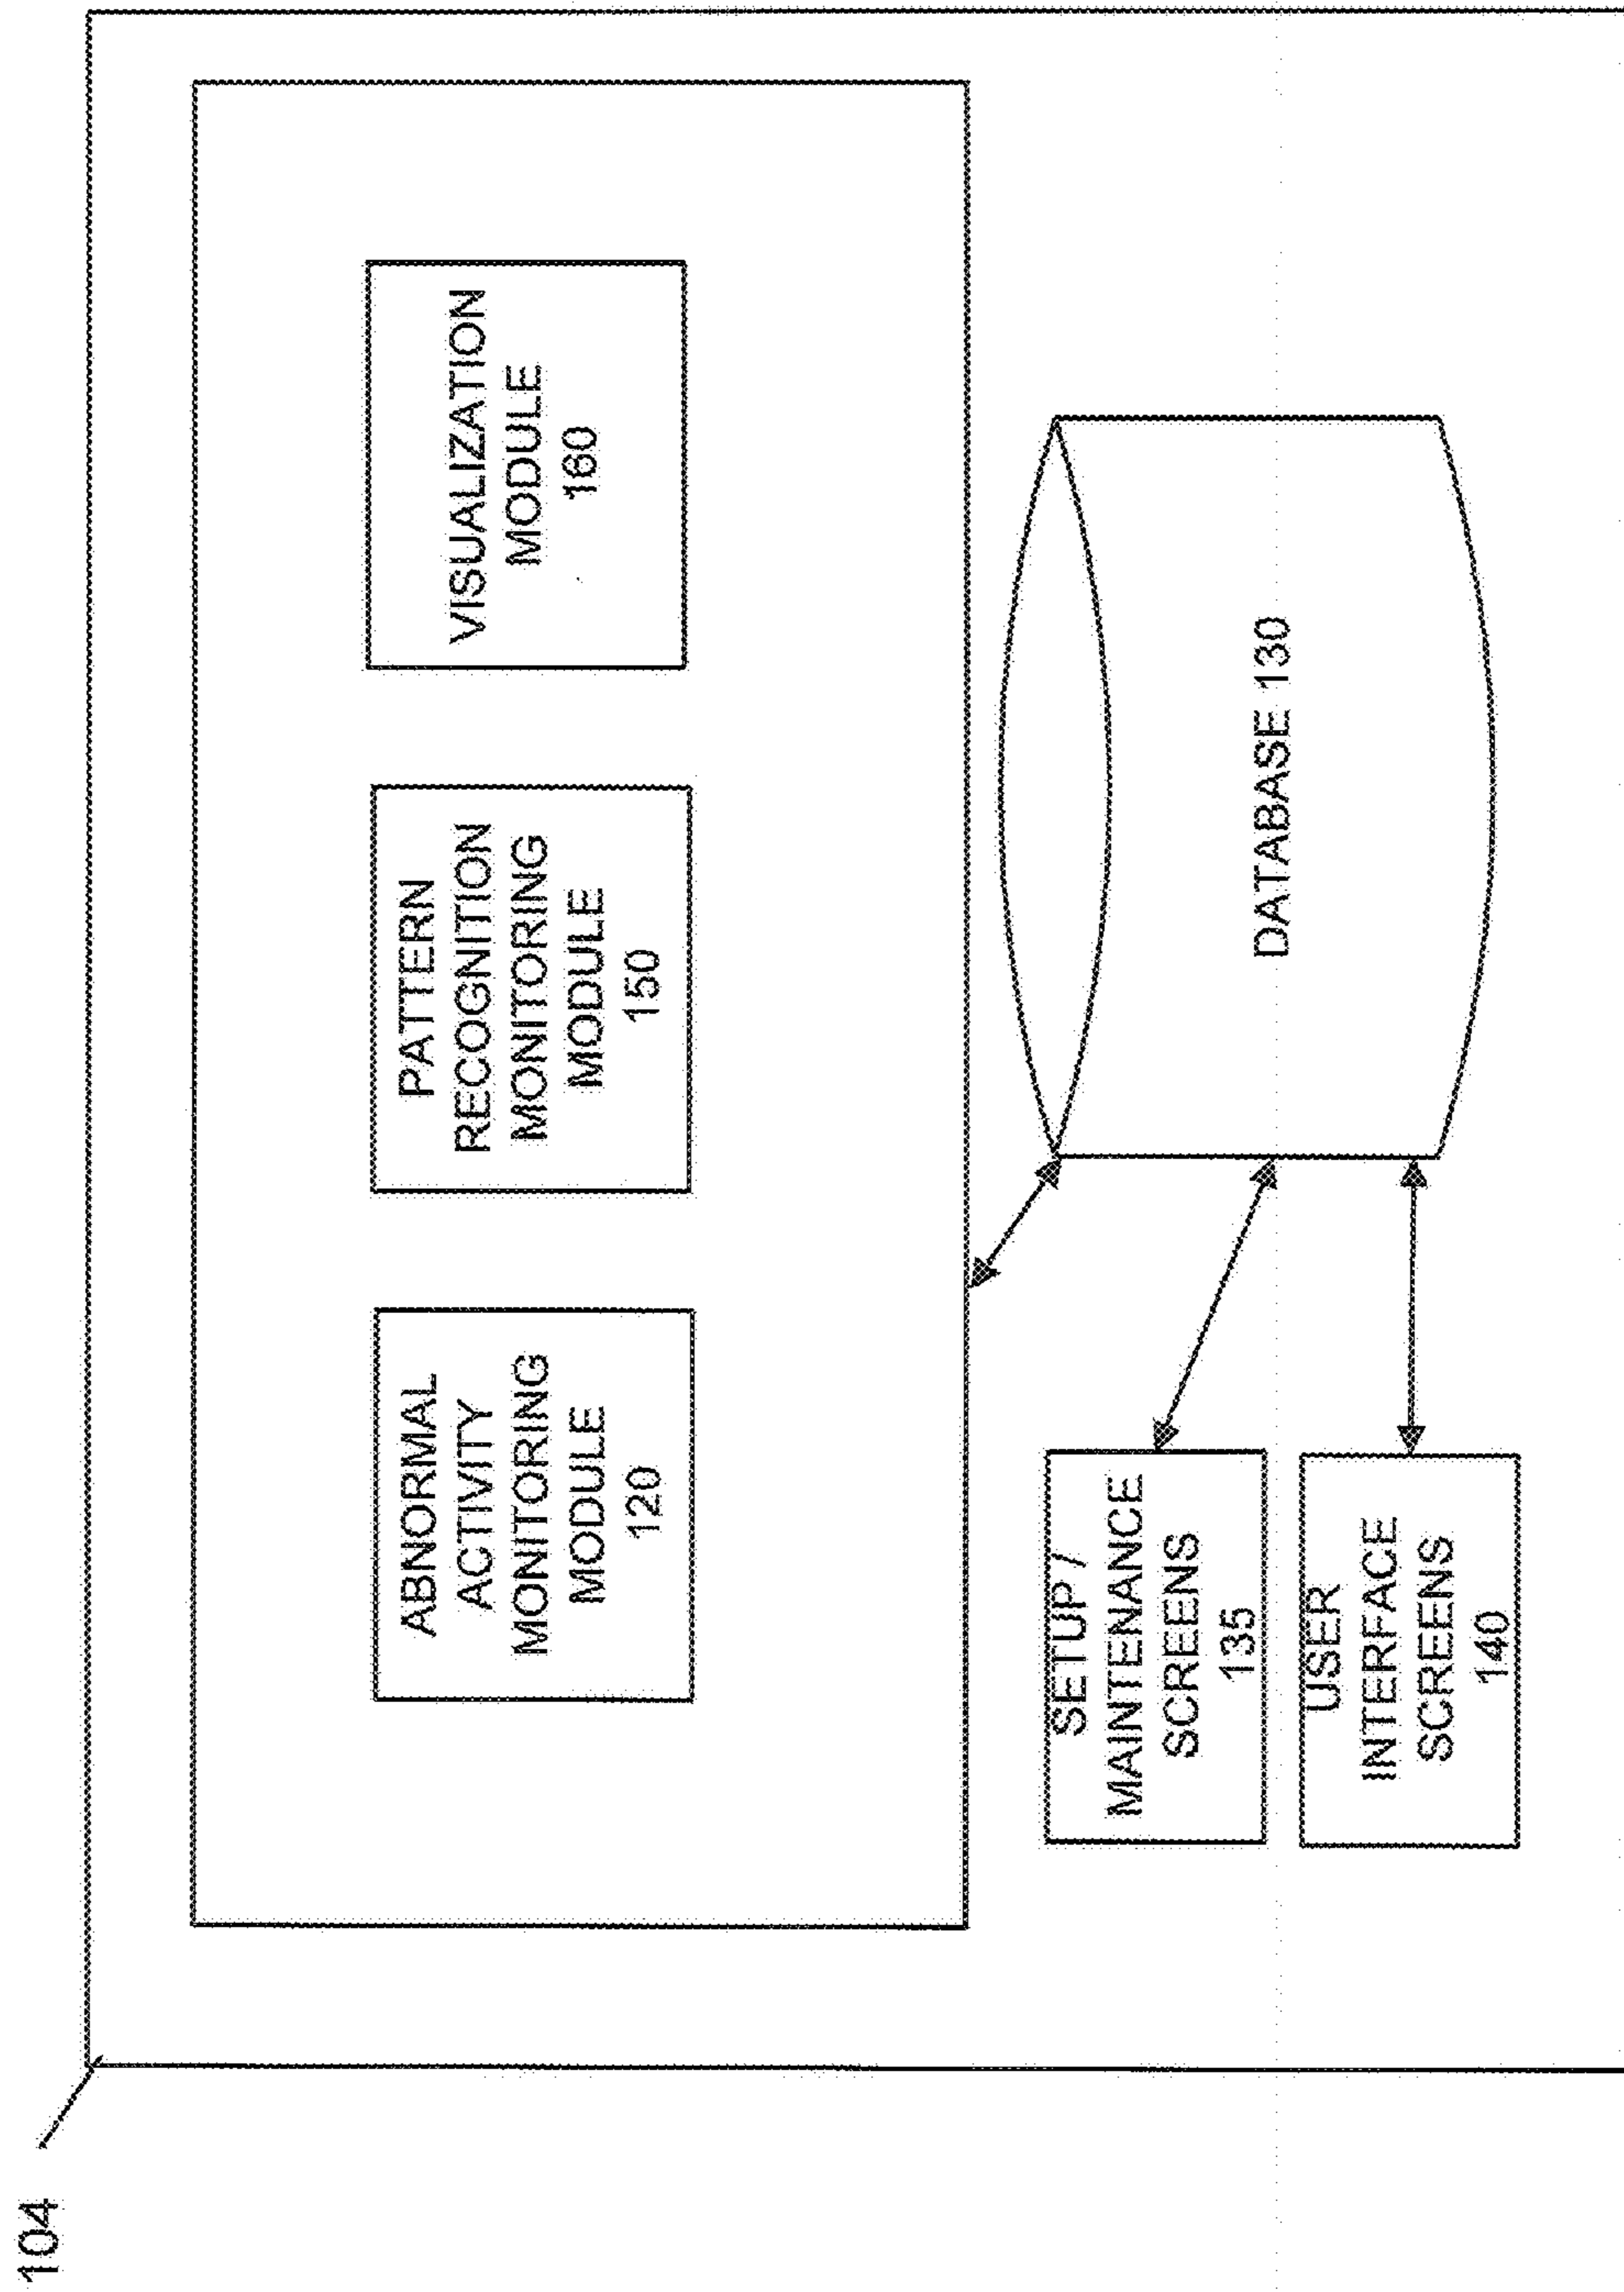 104
ABNORMAL
ACTIVITY
MONITORING
MODULE
120
PATTERN
RECOGNITION
MONITORING
MODULE
150
VISUALIZATION
MODULE
160
SETUP /
MAINTENANCE
SCREENS
135
USER
INTERFACE
SCREENS
140
DATABASE 130